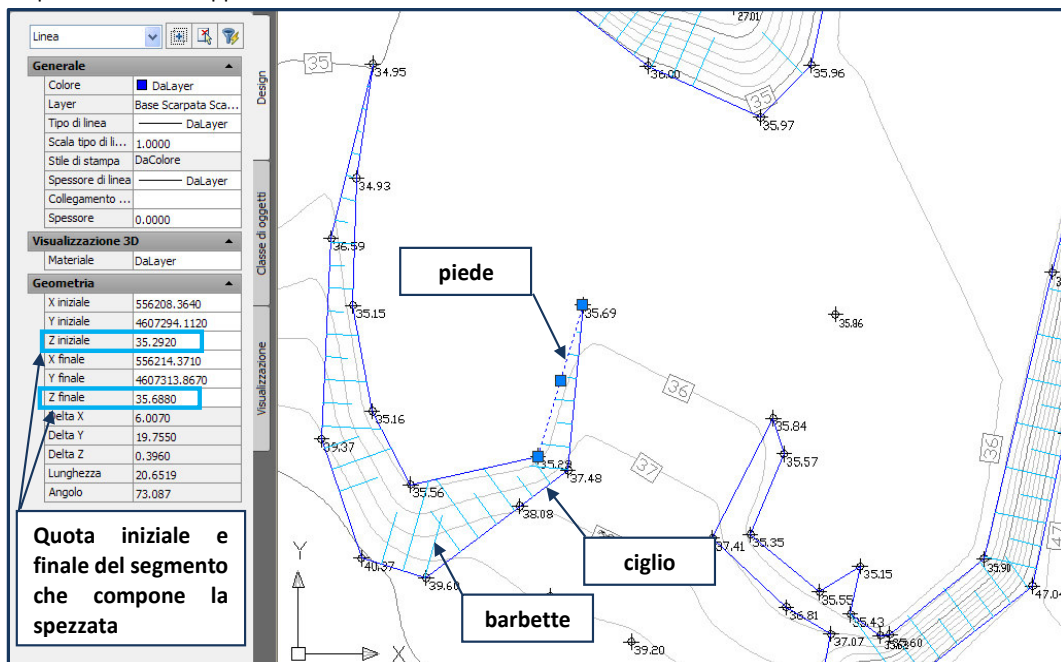 Linea
Generale
Colore DaLayer
Layer Base Scarpata Sca...
Tipo di linea DaLayer
Scala tipo di li... 1.0000
Stile di stampa DaColore
Spessore di linea DaLayer
Collegamento ...
Spessore 0.0000
Visualizzazione 3D
Materiale DaLayer
Geometria
X iniziale 556208.3640
Y iniziale 4607294.1120
Z iniziale 35.2920
X finale 556214.3710
Y finale 4607313.8670
Z finale 35.6880
Delta X 6.0070
Delta Y 19.7550
Delta Z 0.3960
Lunghezza 20.6519
Angolo 73.087
Design
Classe di oggetti
Visualizzazione
Quota iniziale e
finale del segmento
che compone la
spezzata
piede
ciglio
barbette
27.01
35
34.95
36.00
35.96
35
35.97
34.93
36.59
35.15
35.69
35.86
36
35.16
35.84
36
39.37
35.29
35.57
37.48
37
35.56
38.08
37.41
35.35
47
40.37
39.60
35.15
35.90
47.04
35.55
36.81
35.43
37.07
35.60
39.20
Y
X